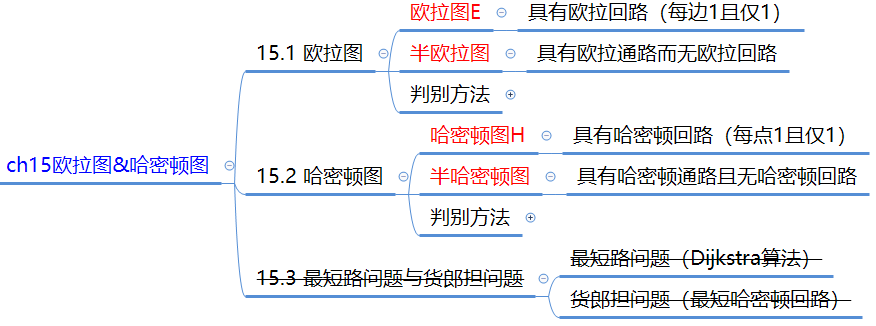 欧拉图E
具有欧拉回路（每边1且仅1）
15.1 欧拉图
半欧拉图
具有欧拉通路而无欧拉回路
判别方法
ch15欧拉图&哈密顿图
哈密顿图H
具有哈密顿回路（每点1且仅1）
15.2 哈密顿图
半哈密顿图
具有哈密顿通路且无哈密顿回路
判别方法
15.3 最短路问题与货郎担问题
最短路问题（Dijkstra算法）
货郎担问题（最短哈密顿回路）